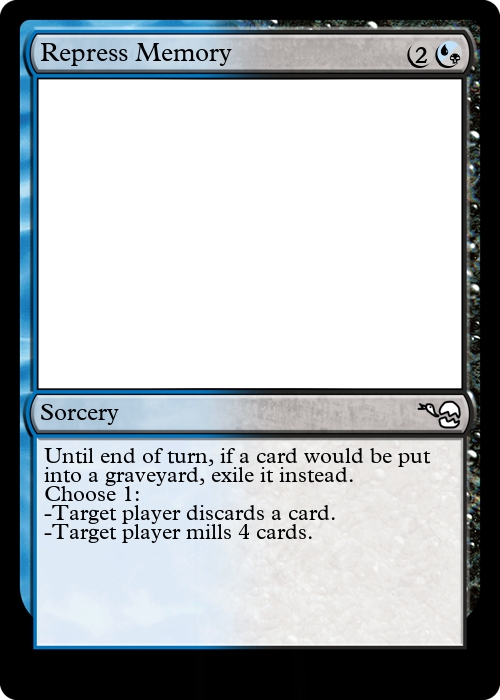 Repress Memory 2
Sorcery
Until end of turn, if a card would be put
into a graveyard, exile it instead.
Choose 1:
-Target player discards a card.
-Target player mills 4 cards.